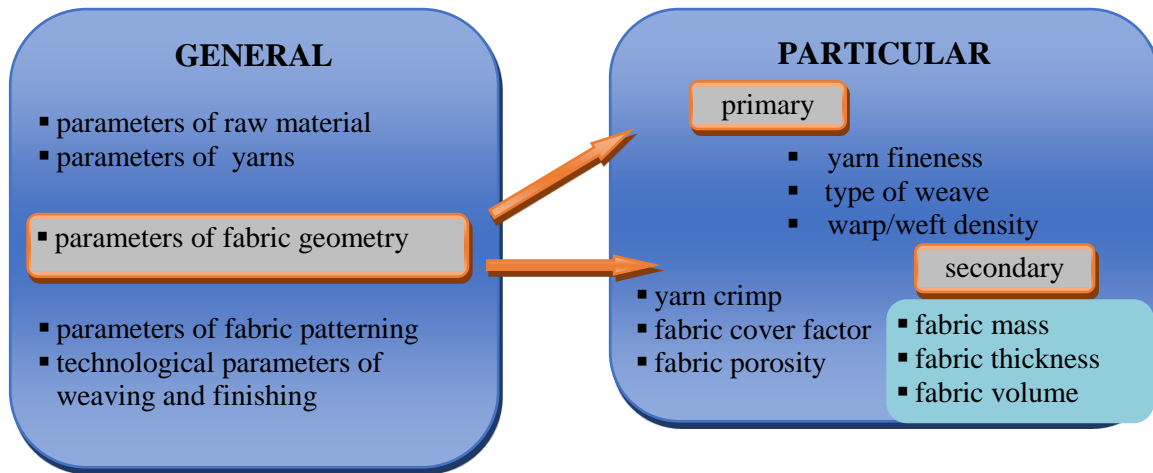 GENERAL
▪ parameters of raw material
▪ parameters of yarns
▪ parameters of fabric geometry
▪ parameters of fabric patterning
▪ technological parameters of
weaving and finishing
PARTICULAR
primary
▪ yarn fineness
▪ type of weave
▪ warp/weft density
secondary
▪ yarn crimp
▪ fabric cover factor
▪ fabric porosity
▪ fabric mass
▪ fabric thickness
▪ fabric volume